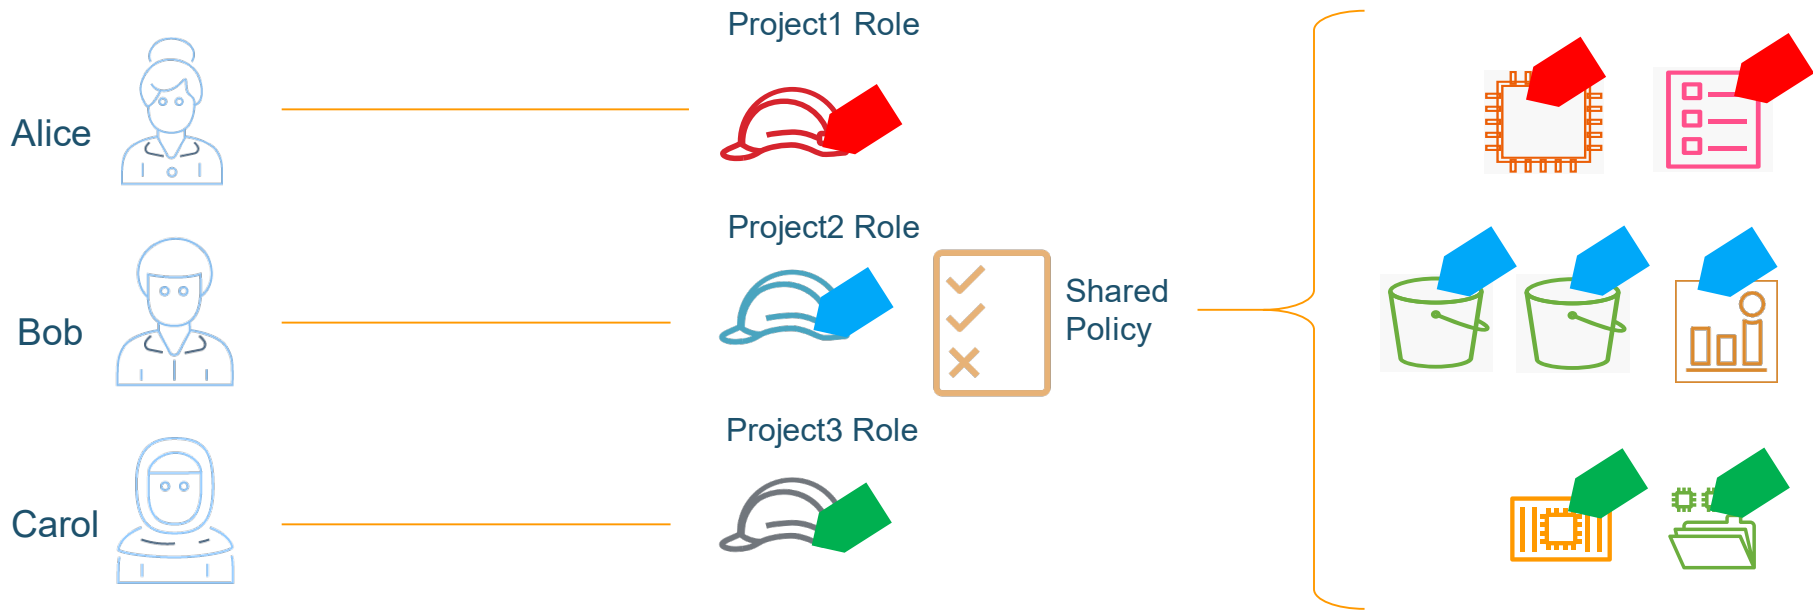 Project1 Role
Alice
Project2 Role
Shared
Policy
Bob
Project3 Role
Carol